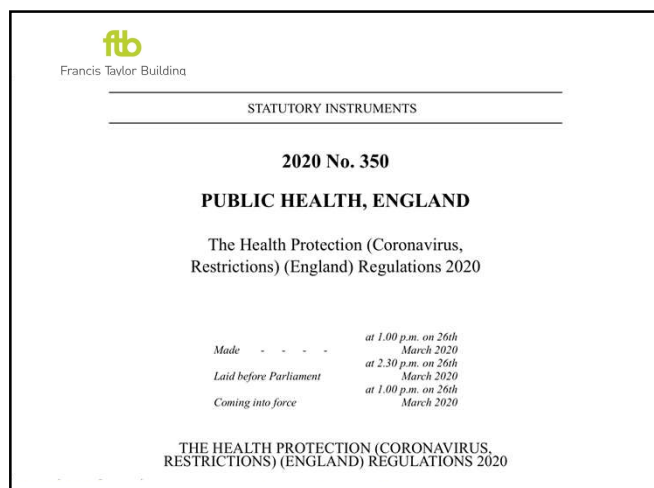 ftb
Francis Taylor Building
STATUTORY INSTRUMENTS
2020 No. 350
PUBLIC HEALTH, ENGLAND
The Health Protection (Coronavirus,
Restrictions) (England) Regulations 2020
at 1.00 p.m. on 26th
Made - - - - March 2020
at 2.30 p.m. on 26th
Laid before Parliament March 2020
at 1.00 p.m. on 26th
Coming into force March 2020
THE HEALTH PROTECTION (CORONAVIRUS,
RESTRICTIONS) (ENGLAND) REGULATIONS 2020